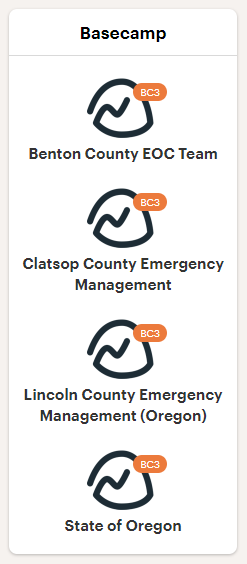 Basecamp
BC3
Benton County EOC Team
BC3
Clatsop County Emergency
Management
BC3
Lincoln County Emergency
Management (Oregon)
BC3
State of Oregon